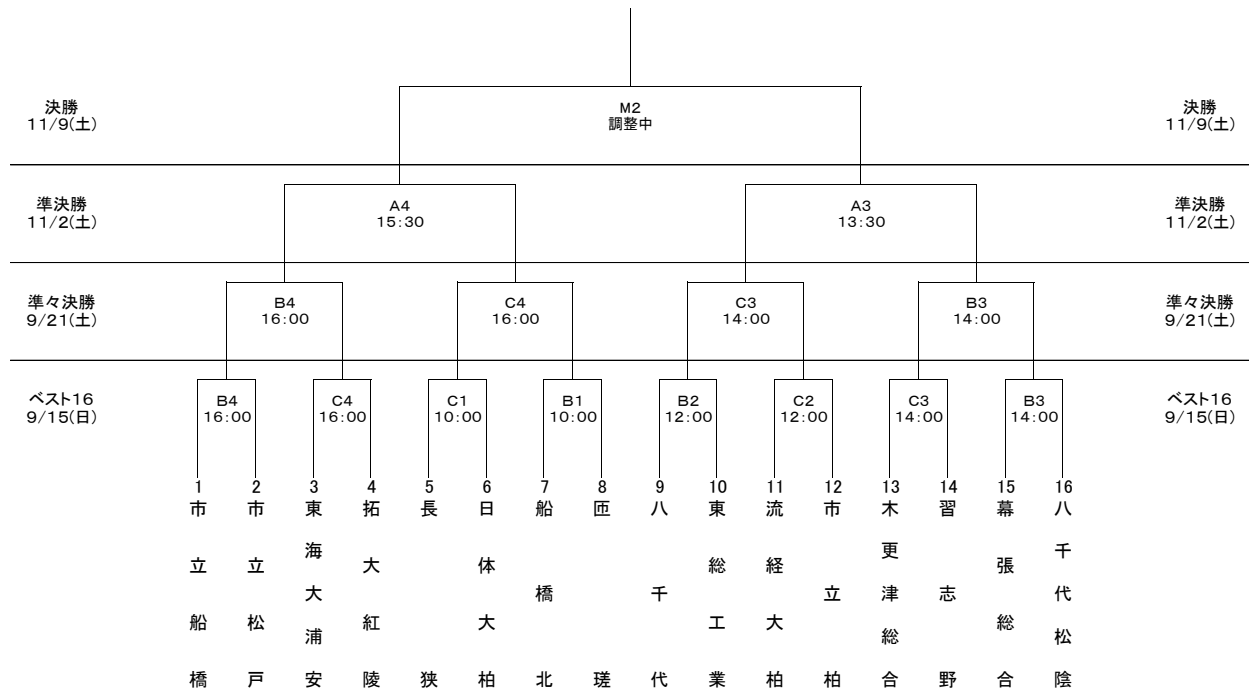 M2
調整中
決勝
11/9(土)
決勝
11/9(土)
A4
15:30
A3
13:30
準決勝
11/2(土)
準決勝
11/2(土)
B4
16:00
C4
16:00
C3
14:00
B3
14:00
準々決勝
9/21(土)
準々決勝
9/21(土)
ベスト16
9/15(日)
B4
16:00
C4
16:00
C1
10:00
B1
10:00
B2
12:00
C2
12:00
C3
14:00
B3
14:00
ベスト16
9/15(日)
1
市立船橋
2
市立松戸
3
東海大浦安
4
拓大紅陵
5
長狭
6
日体大柏
7
船橋北
8
匝瑳
9
八千代
10
東総工業
11
流経大柏
12
市立柏
13
木更津総合
14
習志野
15
幕張総合
16
八千代松陰